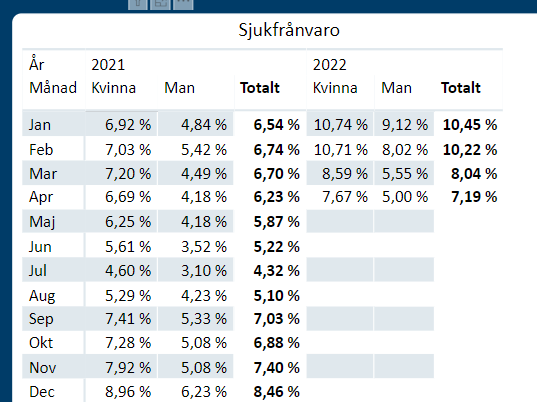 Sjukfrånvaro
År 2021 2022
Månad Kvinna Man Totalt Kvinna Man Totalt
Jan 6,92 % 4,84 % 6,54 % 10,74 % 9,12 % 10,45 %
Feb 7,03 % 5,42 % 6,74 % 10,71 % 8,02 % 10,22 %
Mar 7,20 % 4,49 % 6,70 % 8,59 % 5,55 % 8,04 %
Apr 6,69 % 4,18 % 6,23 % 7,67 % 5,00 % 7,19 %
Maj 6,25 % 4,18 % 5,87 %
Jun 5,61 % 3,52 % 5,22 %
Jul 4,60 % 3,10 % 4,32 %
Aug 5,29 % 4,23 % 5,10 %
Sep 7,41 % 5,33 % 7,03 %
Okt 7,28 % 5,08 % 6,88 %
Nov 7,92 % 5,08 % 7,40 %
Dec 8,96 % 6,23 % 8,46 %